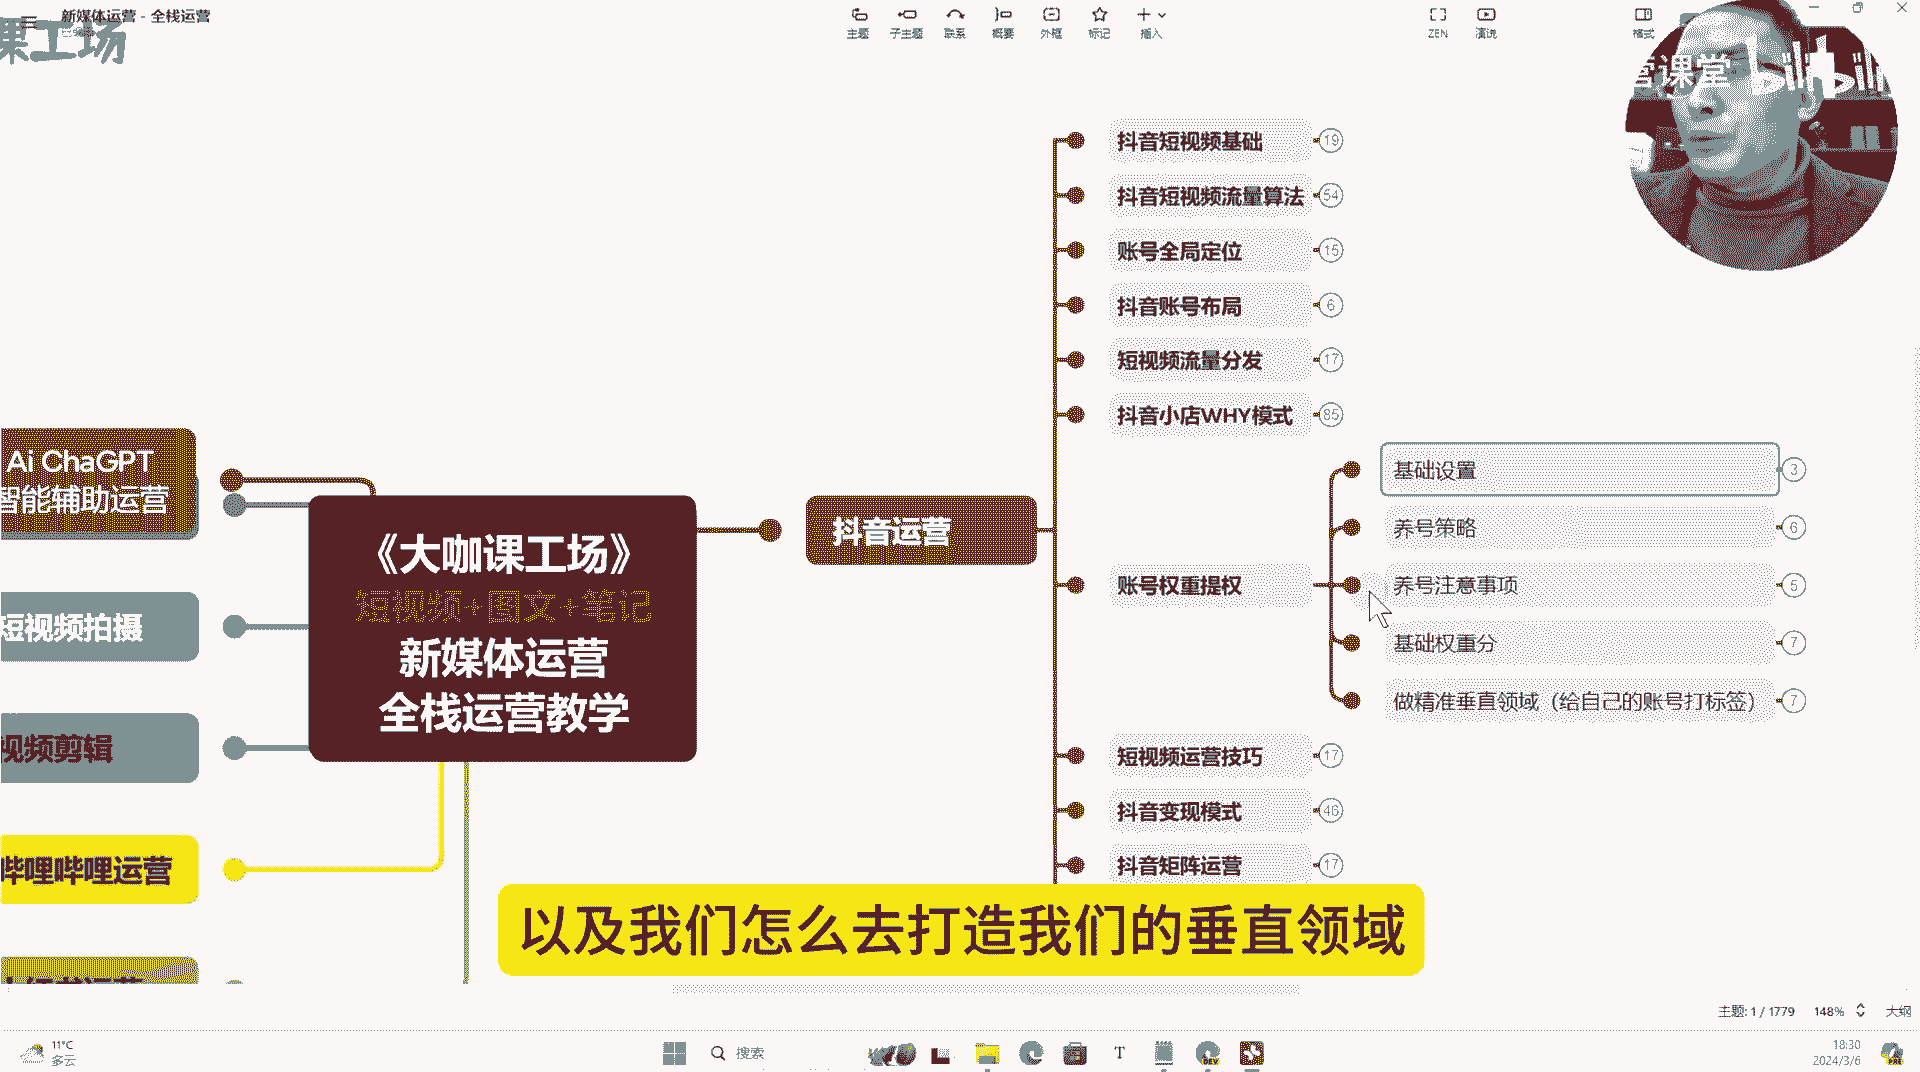 新媒体运营 - 全栈运营
课工场
主题
子主题
联系
概要
外框
标记
插入
ZEN
演说
格式
营课堂 bilibili
抖音短视频基础 19
抖音短视频流量算法 54
账号全局定位 15
抖音账号布局 6
短视频流量分发 17
抖音小店WHY模式 85
账号权重提权
基础设置 3
养号策略 6
养号注意事项 5
基础权重分 7
做精准垂直领域（给自己的账号打标签） 7
短视频运营技巧 17
抖音变现模式 46
抖音矩阵运营 17
抖音运营
《大咖课工场》
短视频+图文+笔记
新媒体运营
全栈运营教学
Ai ChaGPT
智能辅助运营
短视频拍摄
视频剪辑
哔哩哔哩运营
以及我们怎么去打造我们的垂直领域
主题: 1 / 1779
148%
大纲
11°C
多云
搜索
T
DEV
18:30
2024/3/6
PRE